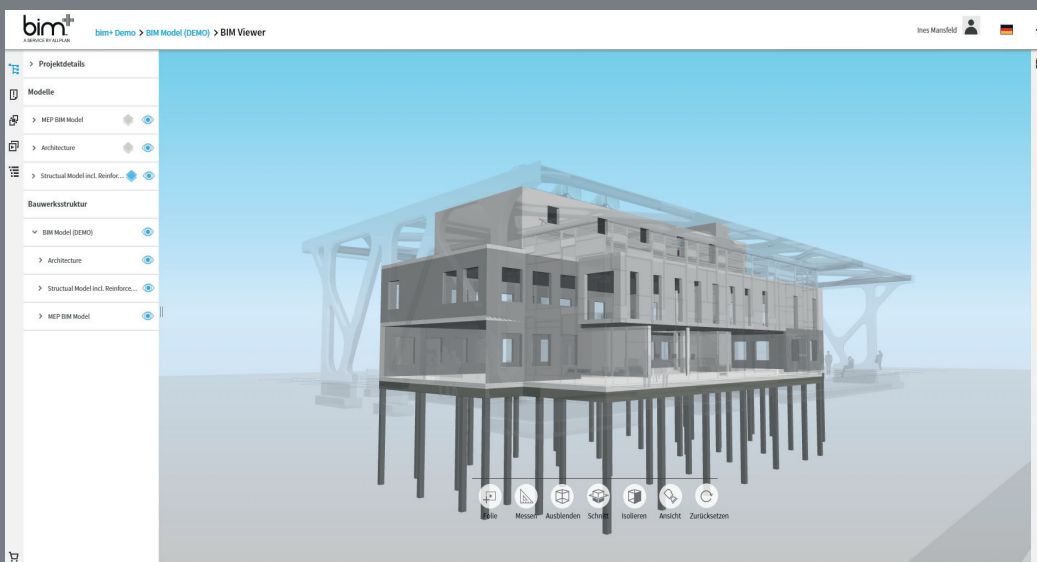 bim+
A SERVICE BY ALLPLAN
bim+ Demo > BIM Model (DEMO) > BIM Viewer
Ines Mansfeld
> Projektdetails
Modelle
> MEP BIM Model
> Architecture
> Structual Model incl. Reinfor...
Bauwerksstruktur
BIM Model (DEMO)
> Architecture
> Structual Model incl. Reinforce...
> MEP BIM Model
Folie Messen Ausblenden Schnitt Isolieren Ansicht Zurücksetzen